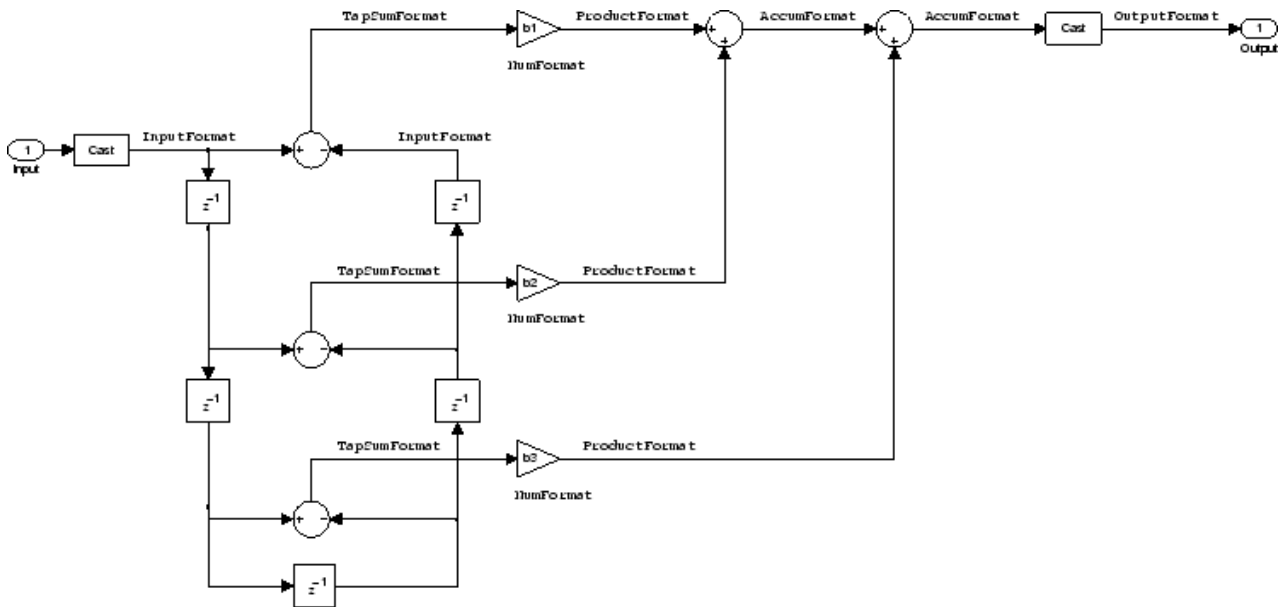 TapSumFormat
b1
ProductFormat
AccumFormat
AccumFormat
Cast
OutputFormat
1
Output
NumFormat
1
Input
Cast
InputFormat
InputFormat
+
+
+
+
+
-
z-1
z-1
TapSumFormat
b2
ProductFormat
NumFormat
+
-
z-1
z-1
TapSumFormat
b3
ProductFormat
NumFormat
+
-
z-1